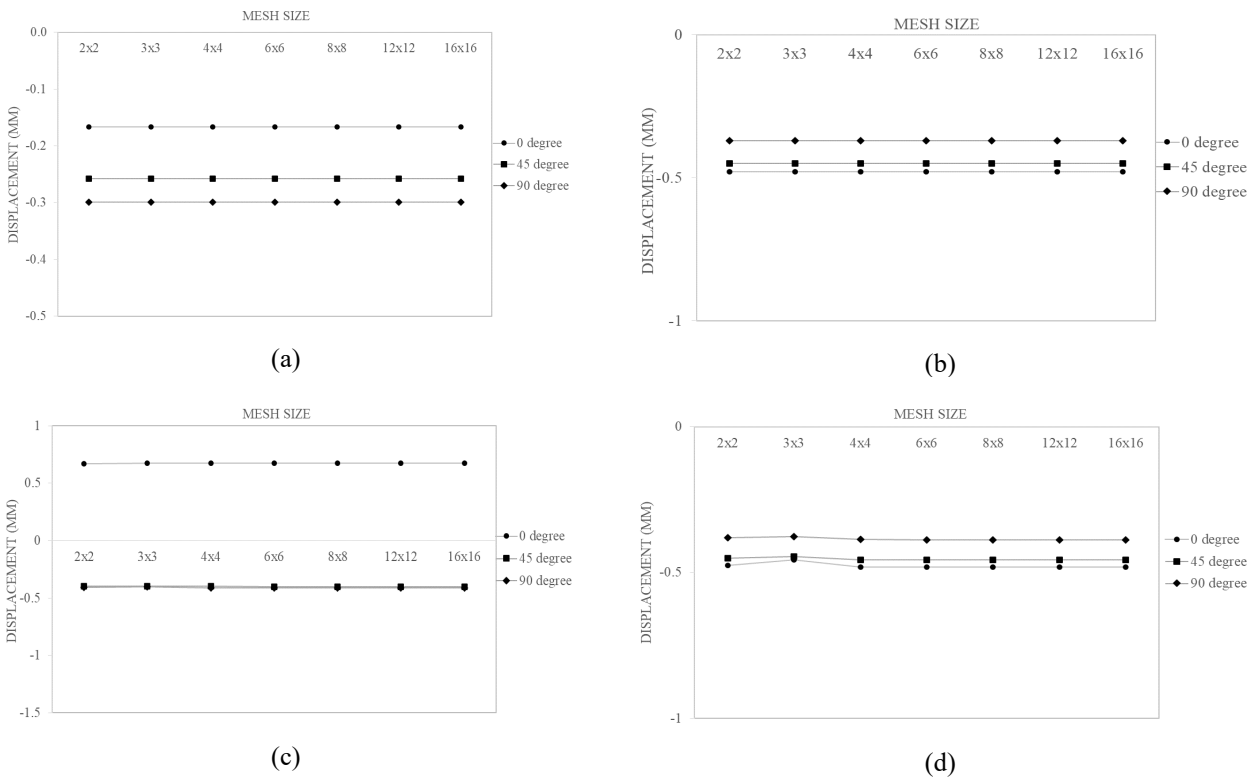 MESH SIZE
0.0
2x2 3x3 4x4 6x6 8x8 12x12 16x16
-0.1
-0.2
-0.3
-0.4
-0.5
DISPLACEMENT (MM)
0 degree
45 degree
90 degree
(a)
MESH SIZE
0
2x2 3x3 4x4 6x6 8x8 12x12 16x16
-0.5
-1
DISPLACEMENT (MM)
0 degree
45 degree
90 degree
(b)
MESH SIZE
1
0.5
0
2x2 3x3 4x4 6x6 8x8 12x12 16x16
-0.5
-1
-1.5
DISPLACEMENT (MM)
0 degree
45 degree
90 degree
(c)
MESH SIZE
0
2x2 3x3 4x4 6x6 8x8 12x12 16x16
-0.5
-1
DISPLACEMENT (MM)
0 degree
45 degree
90 degree
(d)